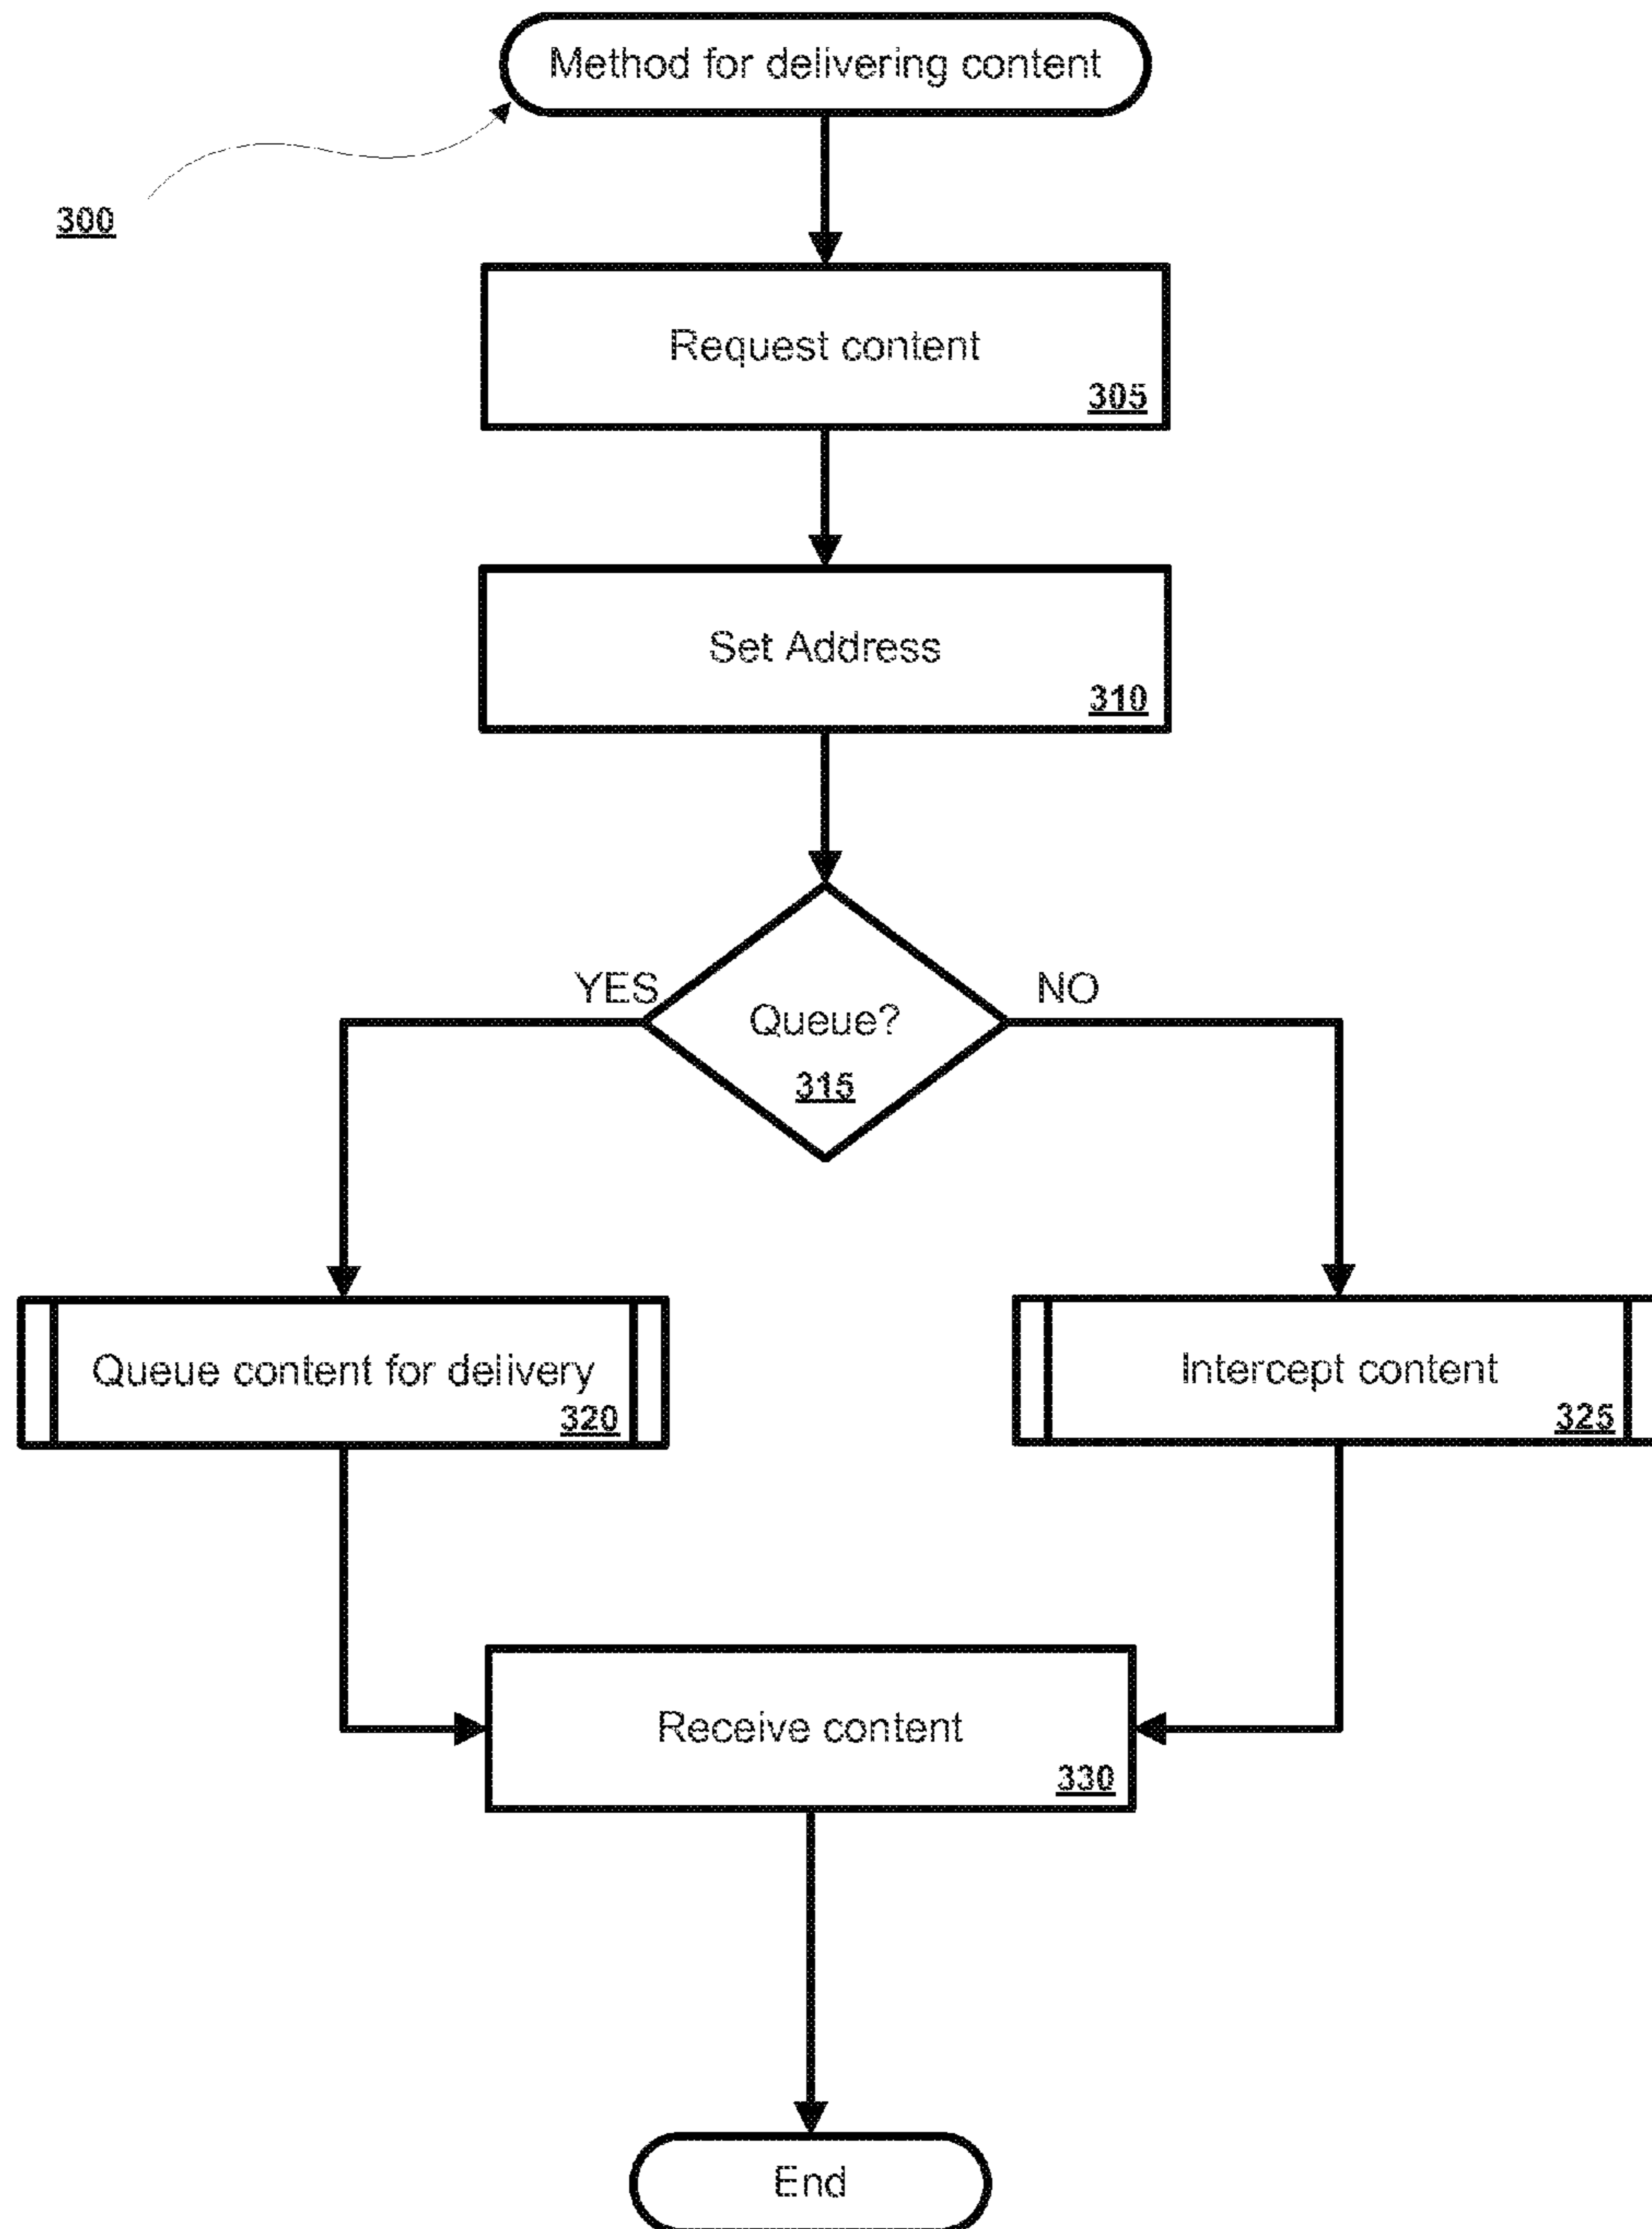 Method for delivering content
300
Request content
305
Set Address
310
YES
NO
Queue?
315
Queue content for delivery
320
Intercept content
325
Receive content
330
End